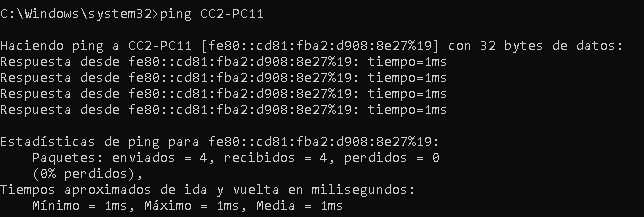 C:\Windows\system32>ping CC2-PC11
Haciendo ping a CC2-PC11 [fe80::cd81:fba2:d908:8e27%19] con 32 bytes de datos:
Respuesta desde fe80::cd81:fba2:d908:8e27%19: tiempo=1ms
Respuesta desde fe80::cd81:fba2:d908:8e27%19: tiempo=1ms
Respuesta desde fe80::cd81:fba2:d908:8e27%19: tiempo=1ms
Respuesta desde fe80::cd81:fba2:d908:8e27%19: tiempo=1ms
Estadísticas de ping para fe80::cd81:fba2:d908:8e27%19:
Paquetes: enviados = 4, recibidos = 4, perdidos = 0
(0% perdidos),
Tiempos aproximados de ida y vuelta en milisegundos:
Mínimo = 1ms, Máximo = 1ms, Media = 1ms